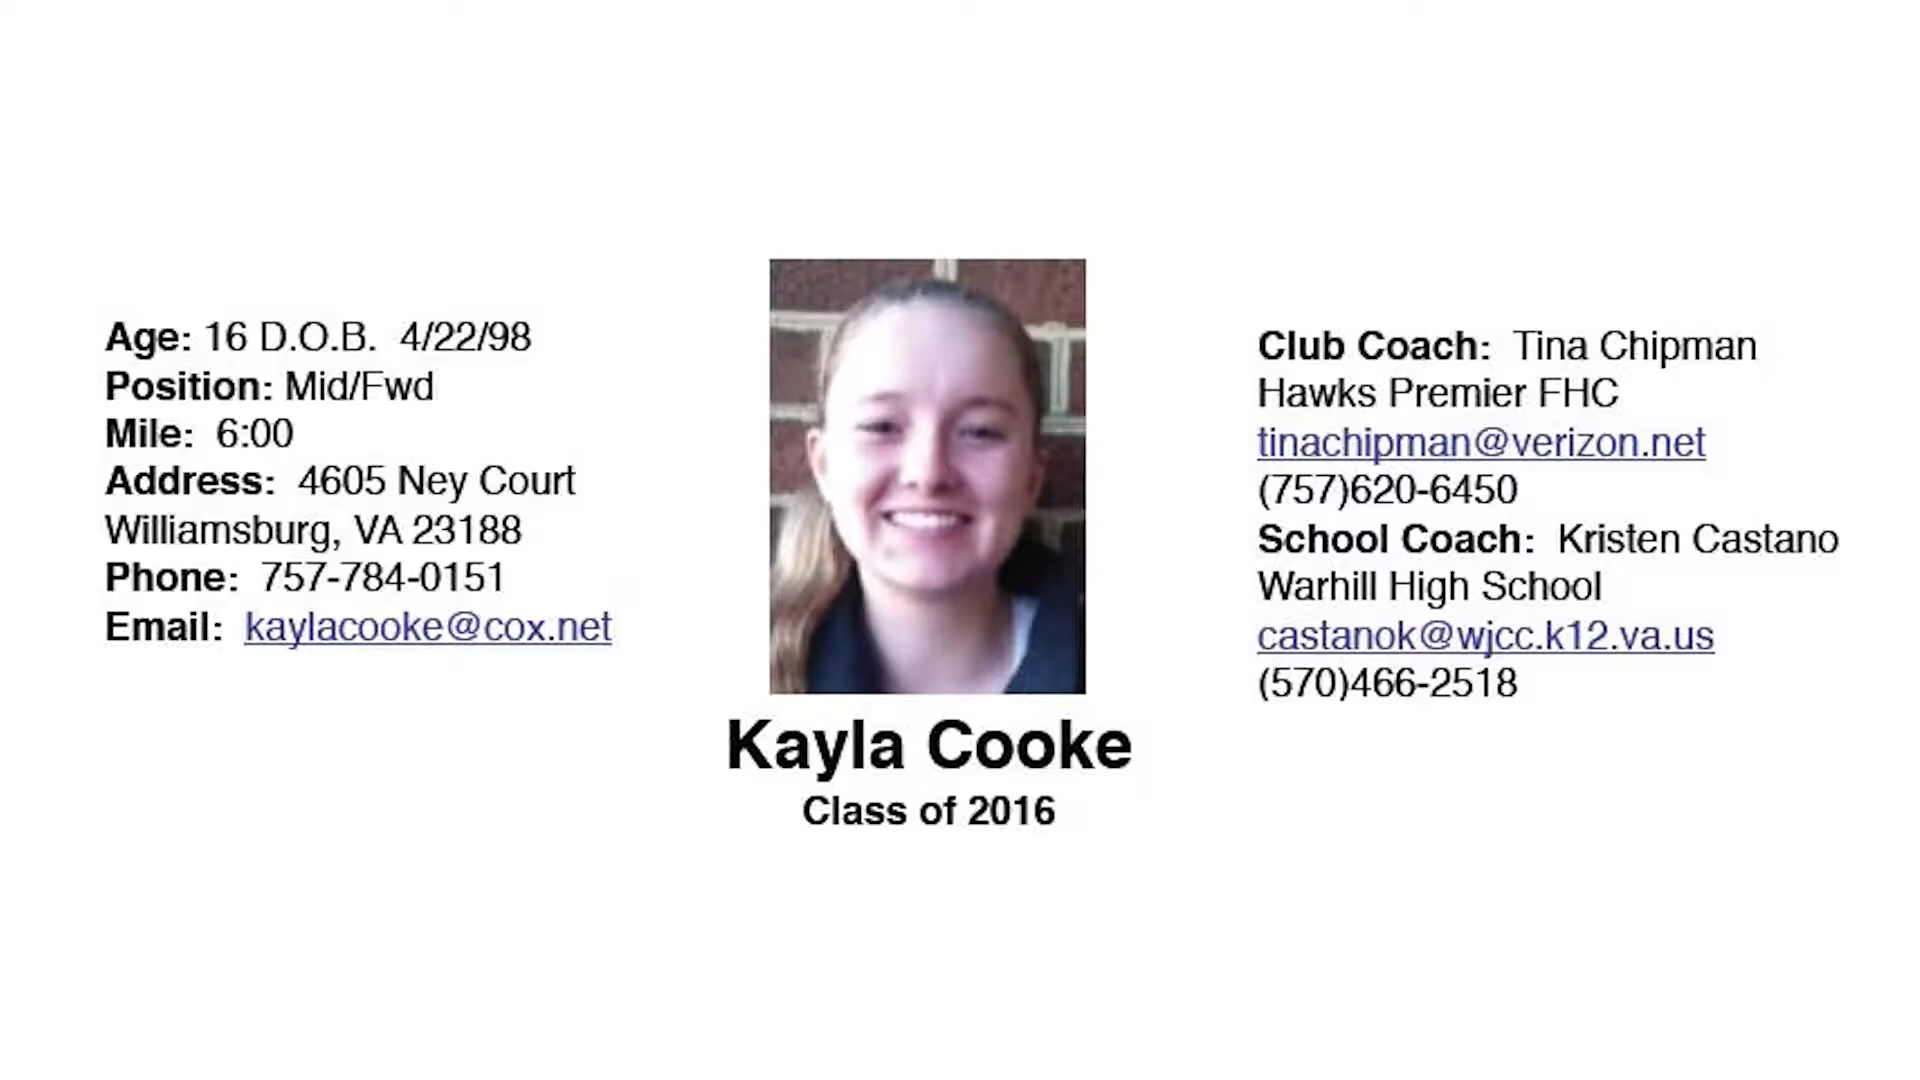 Age: 16 D.O.B. 4/22/98
Position: Mid/Fwd
Mile: 6:00
Address: 4605 Ney Court
Williamsburg, VA 23188
Phone: 757-784-0151
Email: kaylacooke@cox.net
Kayla Cooke
Class of 2016
Club Coach: Tina Chipman
Hawks Premier FHC
tinachipman@verizon.net
(757)620-6450
School Coach: Kristen Castano
Warhill High School
castanok@wjcc.k12.va.us
(570)466-2518